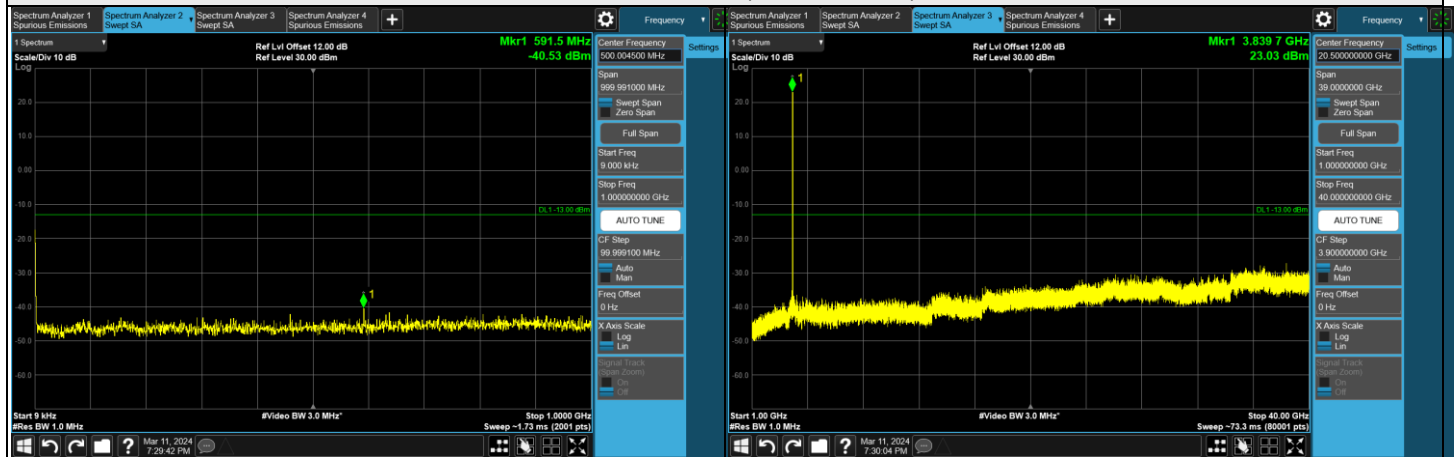 Spectrum Analyzer 1
Spurious Emissions
Spectrum Analyzer 2
Swept SA
Spectrum Analyzer 3
Swept SA
Spectrum Analyzer 4
Spurious Emissions
+
Frequency
1 Spectrum
Scale/Div 10 dB
Log
Ref Lvl Offset 12.00 dB
Ref Level 30.00 dBm
Mkr1 591.5 MHz
-40.53 dBm
1
20.0
10.0
0.00
-10.0
DL1 -13.00 dBm
-20.0
-30.0
-40.0
-50.0
-60.0
Start 9 kHz
#Res BW 1.0 MHz
#Video BW 3.0 MHz*
Stop 1.0000 GHz
Sweep ~1.73 ms (2001 pts)
Center Frequency
500.004500 MHz
Settings
Span
999.991000 MHz
Swept Span
Zero Span
Full Span
Start Freq
9.000 kHz
Stop Freq
1.000000000 GHz
AUTO TUNE
CF Step
99.999100 MHz
Auto
Man
Freq Offset
0 Hz
X Axis Scale
Log
Lin
Signal Track
(Span Zoom)
On
Off
?
Mar 11, 2024
7:29:42 PM
Spectrum Analyzer 1
Spurious Emissions
Spectrum Analyzer 2
Swept SA
Spectrum Analyzer 3
Swept SA
Spectrum Analyzer 4
Spurious Emissions
+
Frequency
1 Spectrum
Scale/Div 10 dB
Log
Ref Lvl Offset 12.00 dB
Ref Level 30.00 dBm
Mkr1 3.839 7 GHz
23.03 dBm
1
20.0
10.0
0.00
-10.0
DL1 -13.00 dBm
-20.0
-30.0
-40.0
-50.0
-60.0
Start 1.00 GHz
#Res BW 1.0 MHz
#Video BW 3.0 MHz*
Stop 40.00 GHz
Sweep ~73.3 ms (80001 pts)
Center Frequency
20.500000000 GHz
Settings
Span
39.0000000 GHz
Swept Span
Zero Span
Full Span
Start Freq
1.000000000 GHz
Stop Freq
40.000000000 GHz
AUTO TUNE
CF Step
3.900000000 GHz
Auto
Man
Freq Offset
0 Hz
X Axis Scale
Log
Lin
Signal Track
(Span Zoom)
On
Off
?
Mar 11, 2024
7:30:04 PM